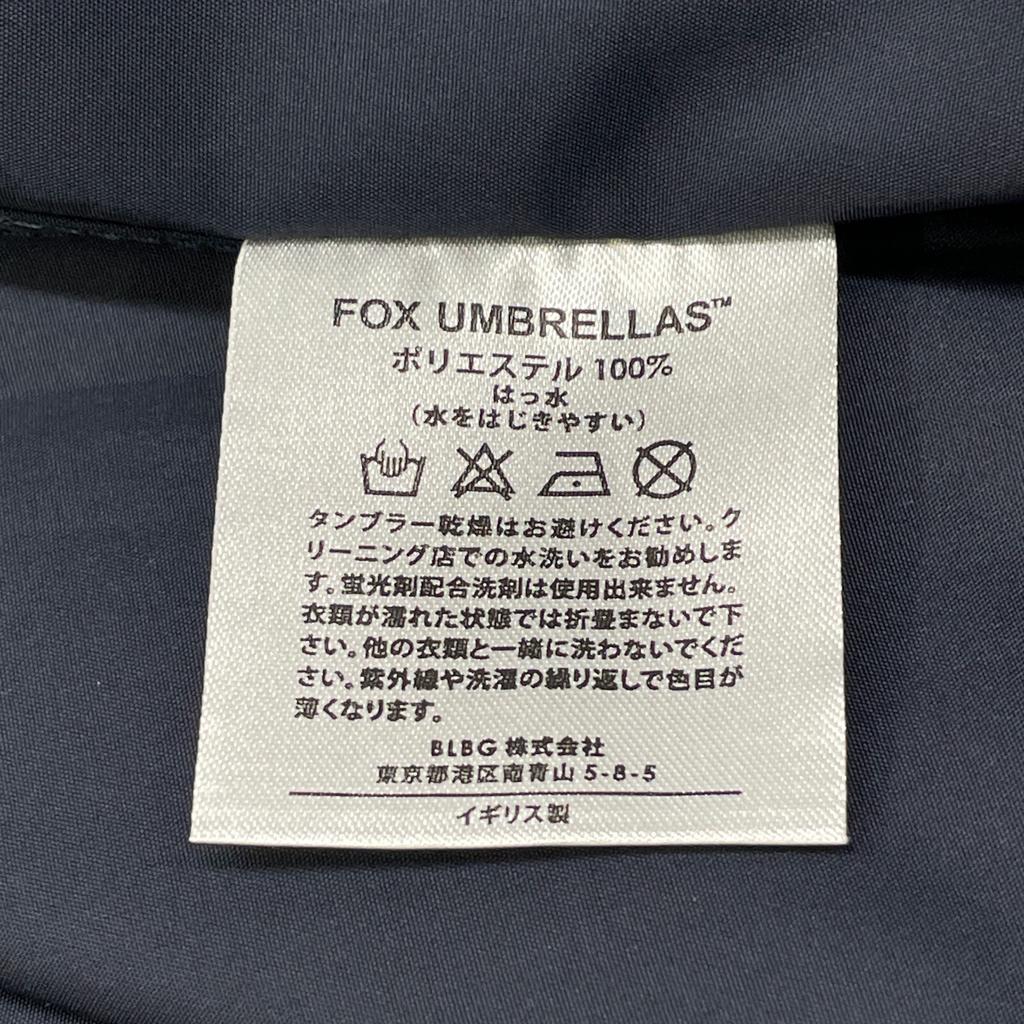 FOX UMBRELLAS™
ポリエステル 100%
はっ水
（水をはじきやすい）
タンブラー乾燥はお避けください。ク
リーニング店での水洗いをお勧めしま
す。蛍光剤配合洗剤は使用出来ません。
衣類が濡れた状態では折畳まないで下
さい。他の衣類と一緒に洗わないでくだ
さい。紫外線や洗濯の繰り返しで色目が
薄くなります。
BLBG 株式会社
東京都港区南青山 5-8-5
イギリス製